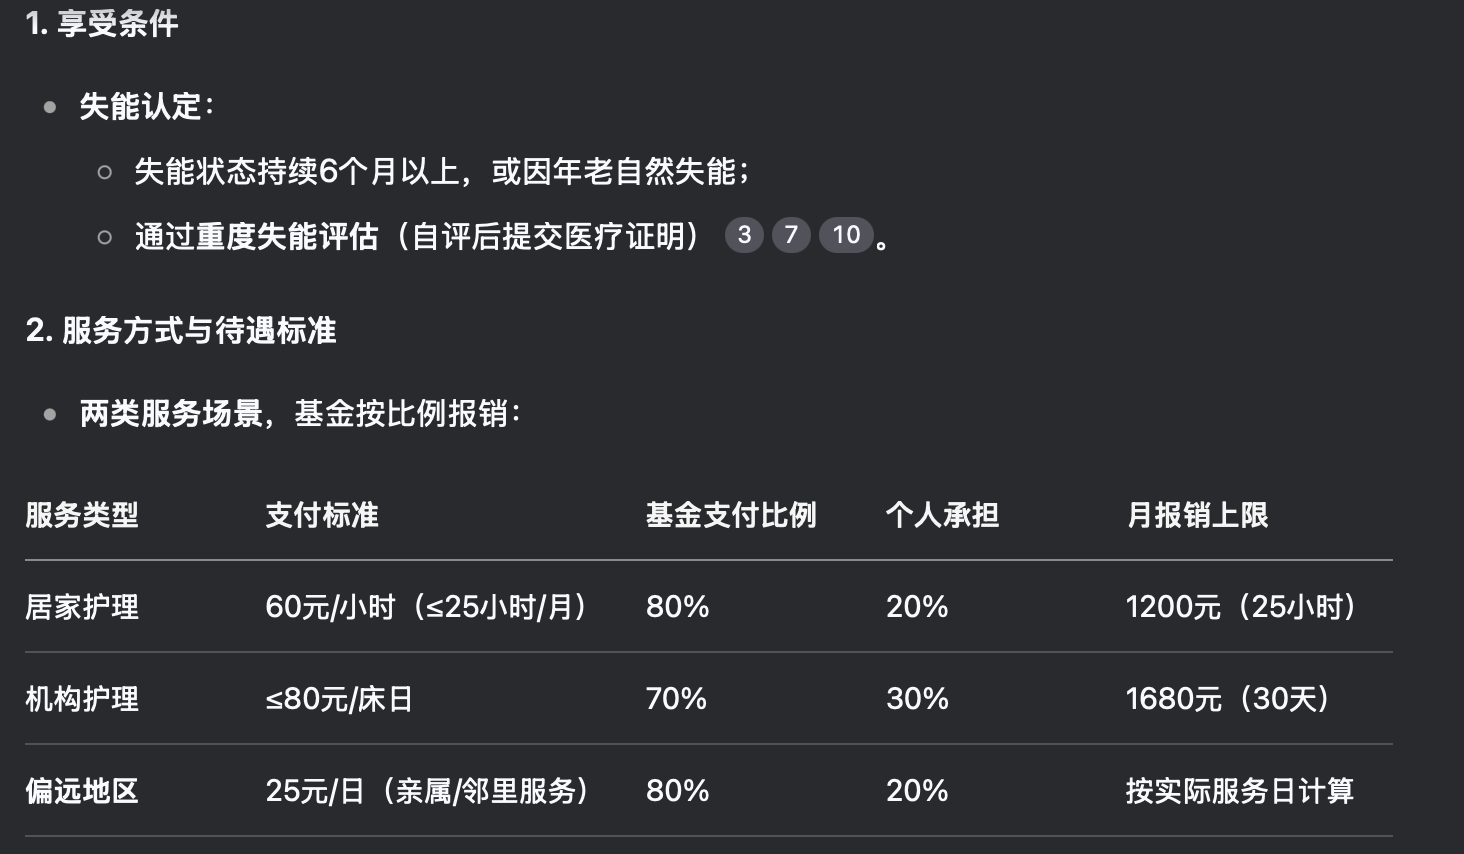 1. 享受条件
失能认定：
失能状态持续6个月以上，或因年老自然失能；
通过重度失能评估（自评后提交医疗证明） 3 7 10 。
2. 服务方式与待遇标准
两类服务场景，基金按比例报销：
服务类型 支付标准 基金支付比例 个人承担 月报销上限
居家护理 60元/小时（≤25小时/月） 80% 20% 1200元（25小时）
机构护理 ≤80元/床日 70% 30% 1680元（30天）
偏远地区 25元/日（亲属/邻里服务） 80% 20% 按实际服务日计算